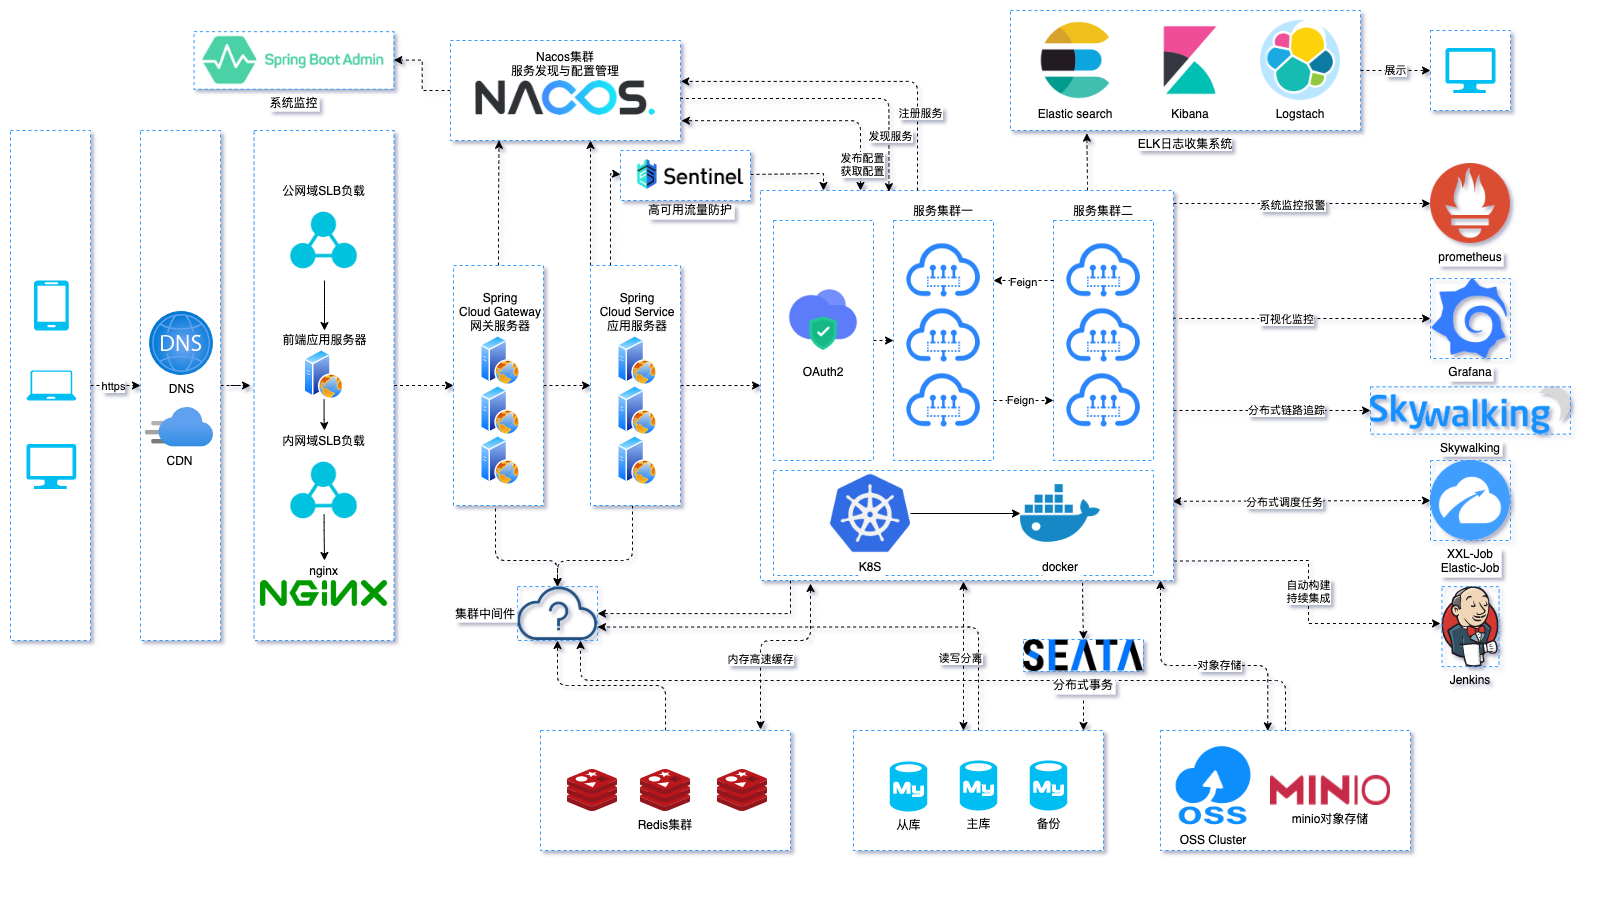 Spring Boot Admin
系统监控
Nacos集群
服务发现与配置管理
NACOS.
注册服务
发现服务
发布配置
获取配置
Sentinel
高可用流量防护
Elastic search
Kibana
Logstach
ELK日志收集系统
展示
https
DNS
DNS
CDN
公网域SLB负载
前端应用服务器
内网域SLB负载
nginx
NGINX
Spring
Cloud Gateway
网关服务器
Spring
Cloud Service
应用服务器
OAuth2
服务集群一
服务集群二
Feign
Feign
K8S
docker
系统监控报警
prometheus
可视化监控
Grafana
分布式链路追踪
Skywalking
Skywalking
分布式调度任务
XXL-Job
Elastic-Job
自动构建
持续集成
Jenkins
集群中间件
?
内存高速缓存
读写分离
SEATA
分布式事务
对象存储
Redis集群
My
My
My
从库
主库
备份
OSS
OSS Cluster
MINIO
minio对象存储